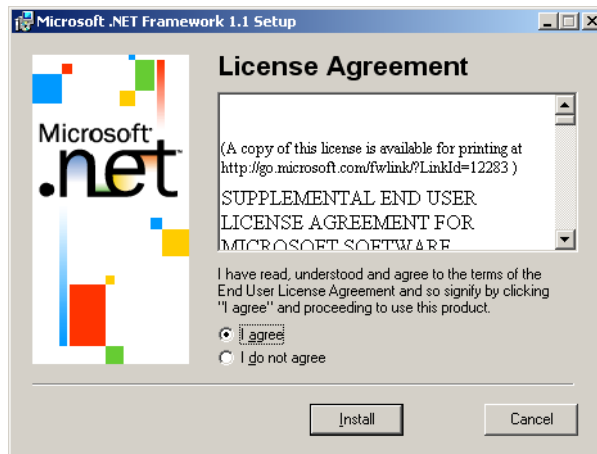 Microsoft .NET Framework 1.1 Setup
License Agreement
Microsoft
.net
(A copy of this license is available for printing at
http://go.microsoft.com/fwlink/?LinkId=12283 )
SUPPLEMENTAL END USER
LICENSE AGREEMENT FOR
MICROSOFT SOFTWARE
I have read, understood and agree to the terms of the
End User License Agreement and so signify by clicking
"I agree" and proceeding to use this product.
I agree
I do not agree
Install
Cancel